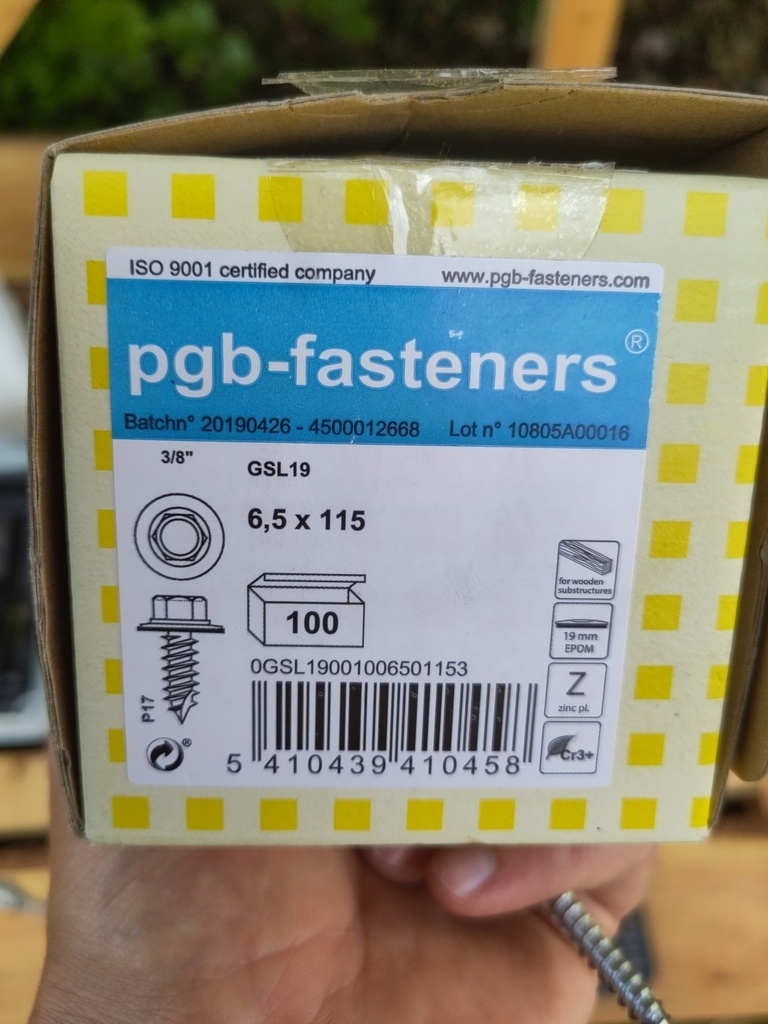 ISO 9001 certified company www.pgb-fasteners.com
pgb-fasteners®
Batchn° 20190426 - 4500012668 Lot n° 10805A00016
3/8"
GSL19
6,5 x 115
for wooden
substructures
100
19 mm
EPDM
0GSL19001006501153
Z
zinc pl.
P17
®
Cr3+
5 410439 410458